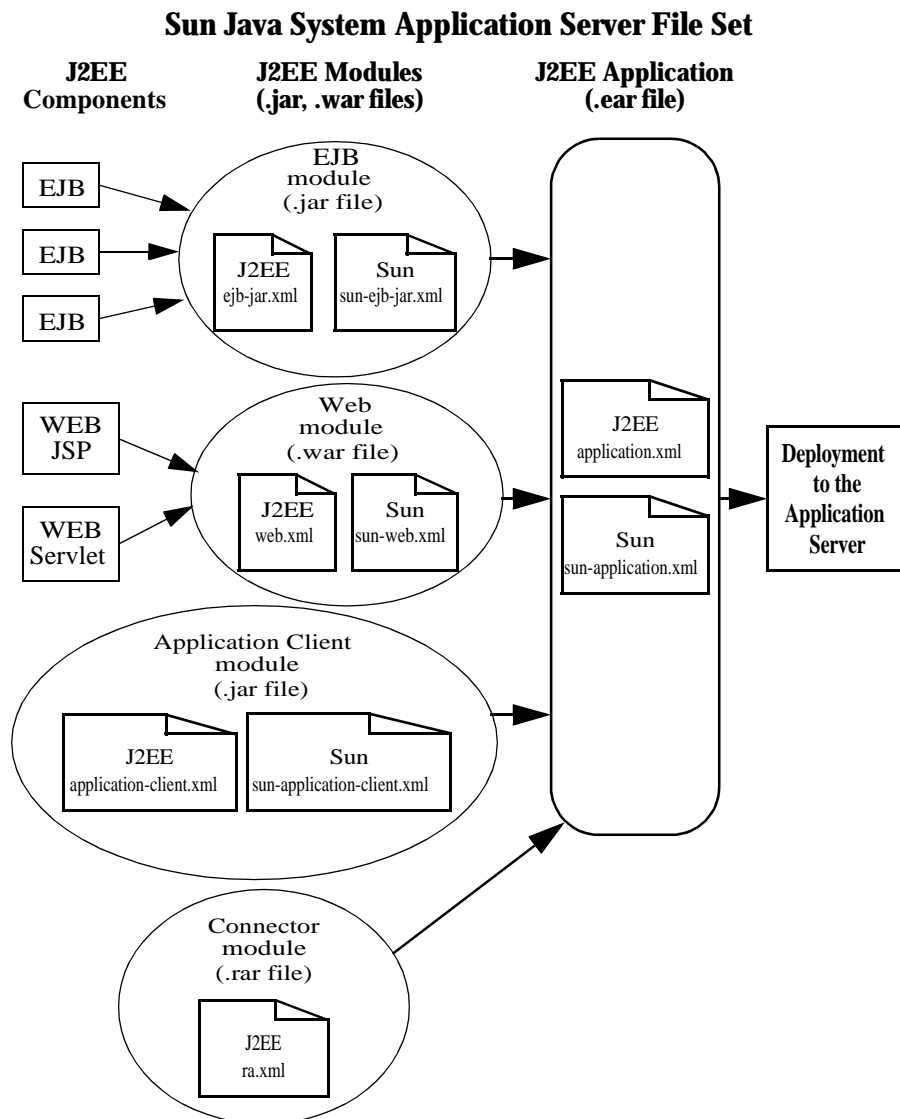 Sun Java System Application Server File Set
J2EE
Components
J2EE Modules
(.jar, .war files)
J2EE Application
(.ear file)
EJB
EJB
EJB
EJB
module
(.jar file)
J2EE
ejb-jar.xml
Sun
sun-ejb-jar.xml
WEB
JSP
WEB
Servlet
Web
module
(.war file)
J2EE
web.xml
Sun
sun-web.xml
J2EE
application.xml
Sun
sun-application.xml
Deployment
to the
Application
Server
Application Client
module
(.jar file)
J2EE
application-client.xml
Sun
sun-application-client.xml
Connector
module
(.rar file)
J2EE
ra.xml